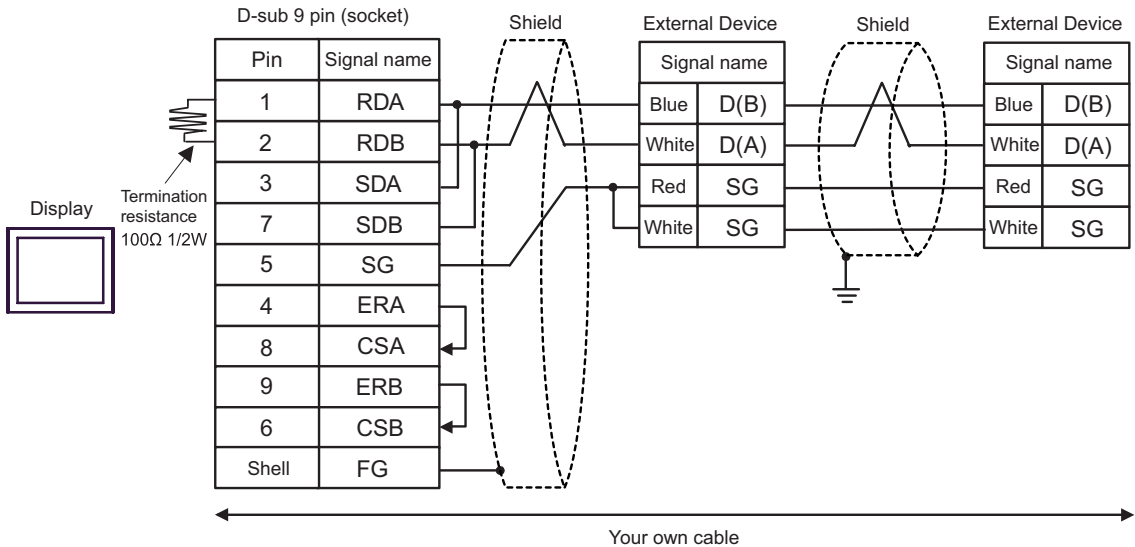 D-sub 9 pin (socket)
Shield
External Device
Shield
External Device
Pin Signal name
Signal name
Signal name
1 RDA
Blue D(B)
Blue D(B)
2 RDB
White D(A)
White D(A)
3 SDA
Red SG
Red SG
7 SDB
White SG
White SG
5 SG
4 ERA
8 CSA
9 ERB
6 CSB
Shell FG
Termination
resistance
100Ω 1/2W
Display
Your own cable